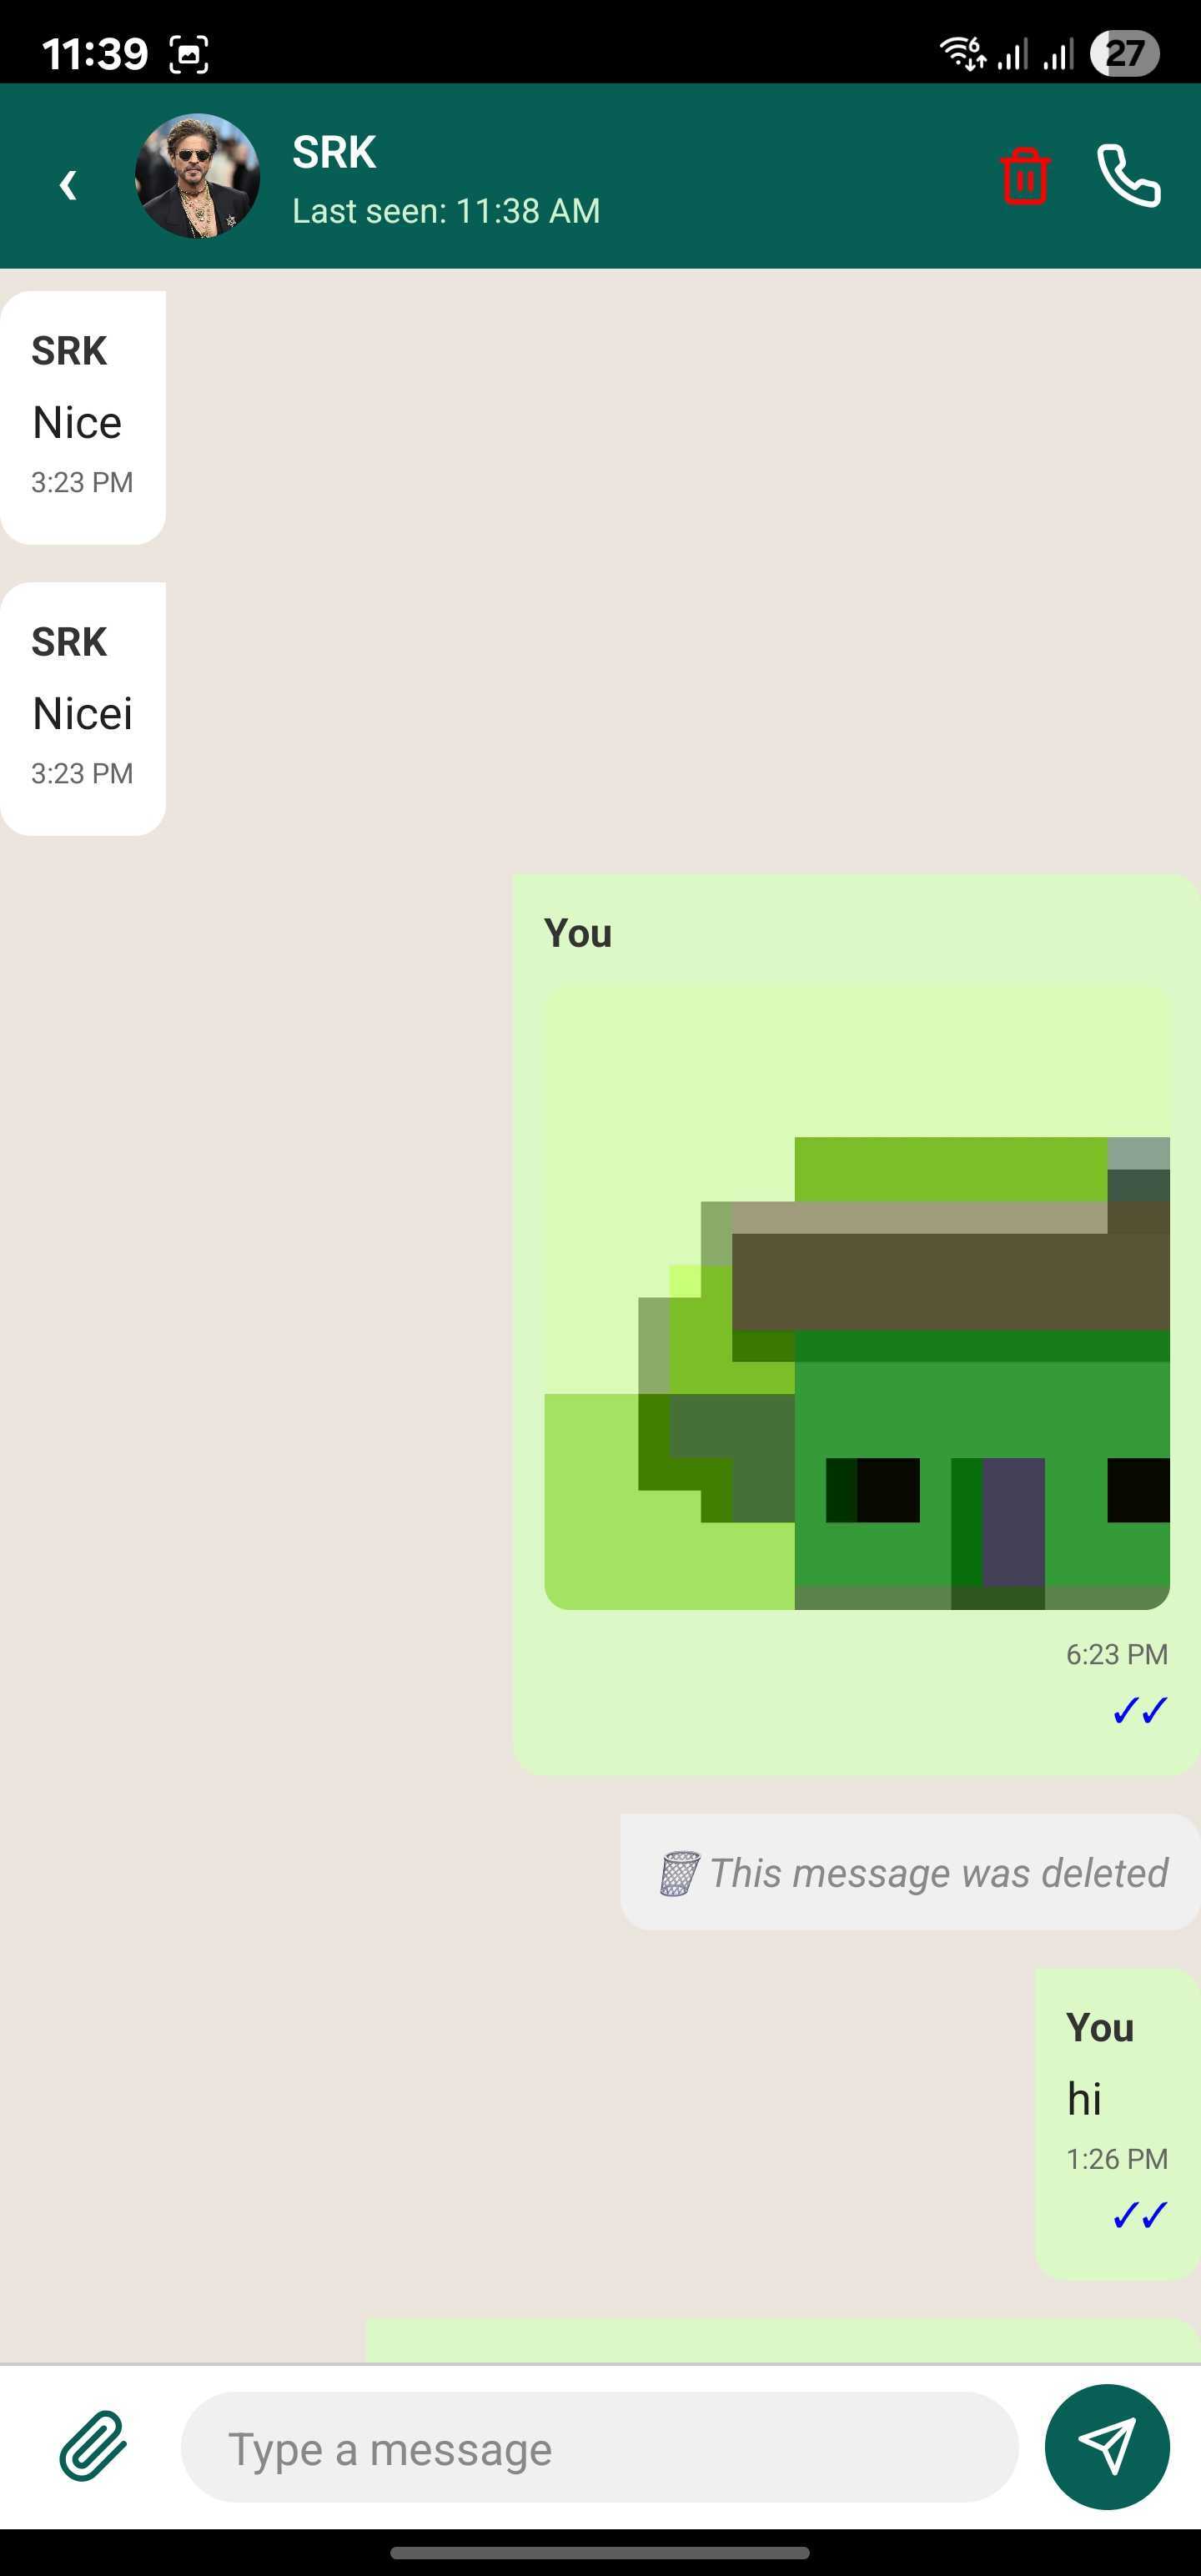 11:39
6
27
SRK
Last seen: 11:38 AM
SRK
Nice
3:23 PM
SRK
Nicei
3:23 PM
You
6:23 PM
✓✓
This message was deleted
You
hi
1:26 PM
✓✓
Type a message